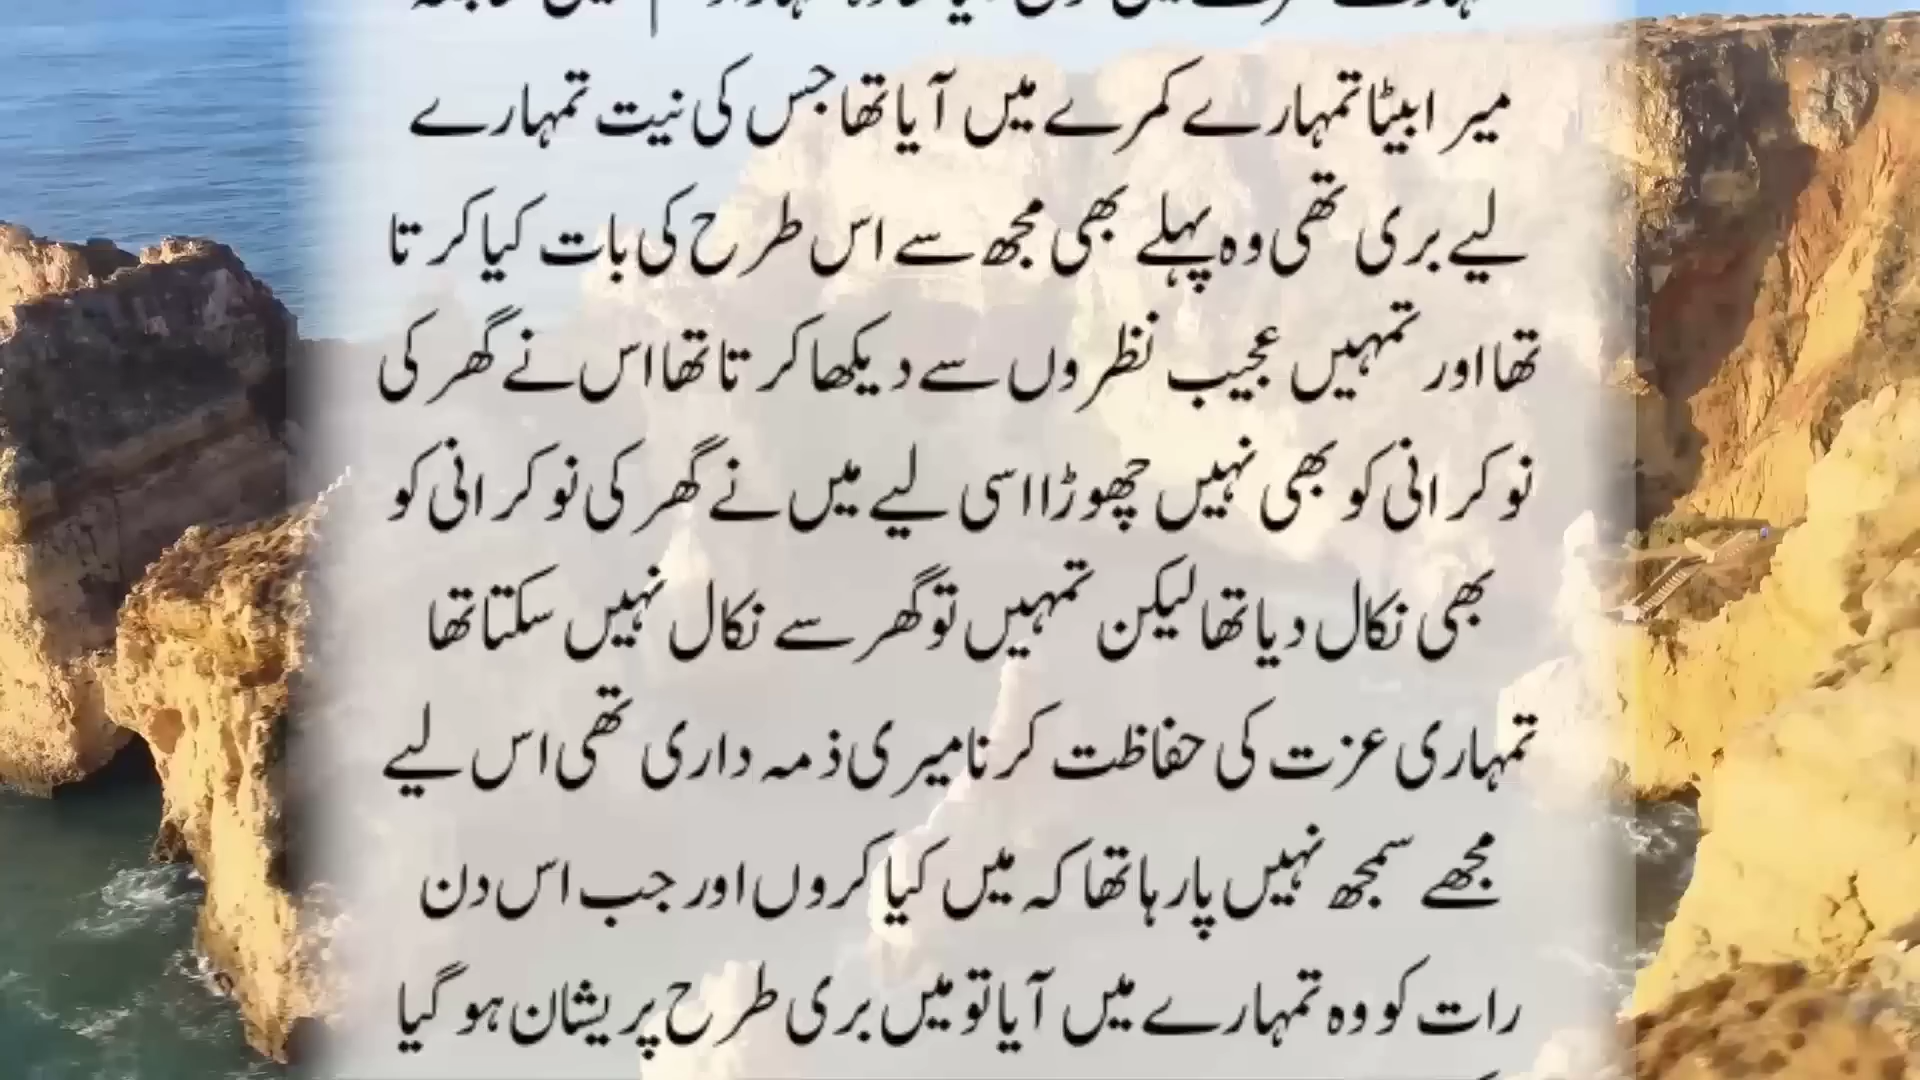 میرا بیٹا تمہارے کمرے میں آیا تھا جس کی نیت تمہارے
لیے بری تھی وہ پہلے بھی مجھ سے اس طرح کی بات کیا کرتا
تھا اور تمہیں عجیب نظروں سے دیکھا کرتا تھا اس نے گھر کی
نوکرانی کو بھی نہیں چھوڑا اسی لیے میں نے گھر کی نوکرانی کو
بھی نکال دیا تھا لیکن تمہیں تو گھر سے نکال نہیں سکتا تھا
تمہاری عزت کی حفاظت کرنا میری ذمہ داری تھی اس لیے
مجھے سمجھ نہیں پا رہا تھا کہ میں کیا کروں اور جب اس دن
رات کو وہ تمہارے میں آیا تو میں بری طرح پریشان ہو گیا